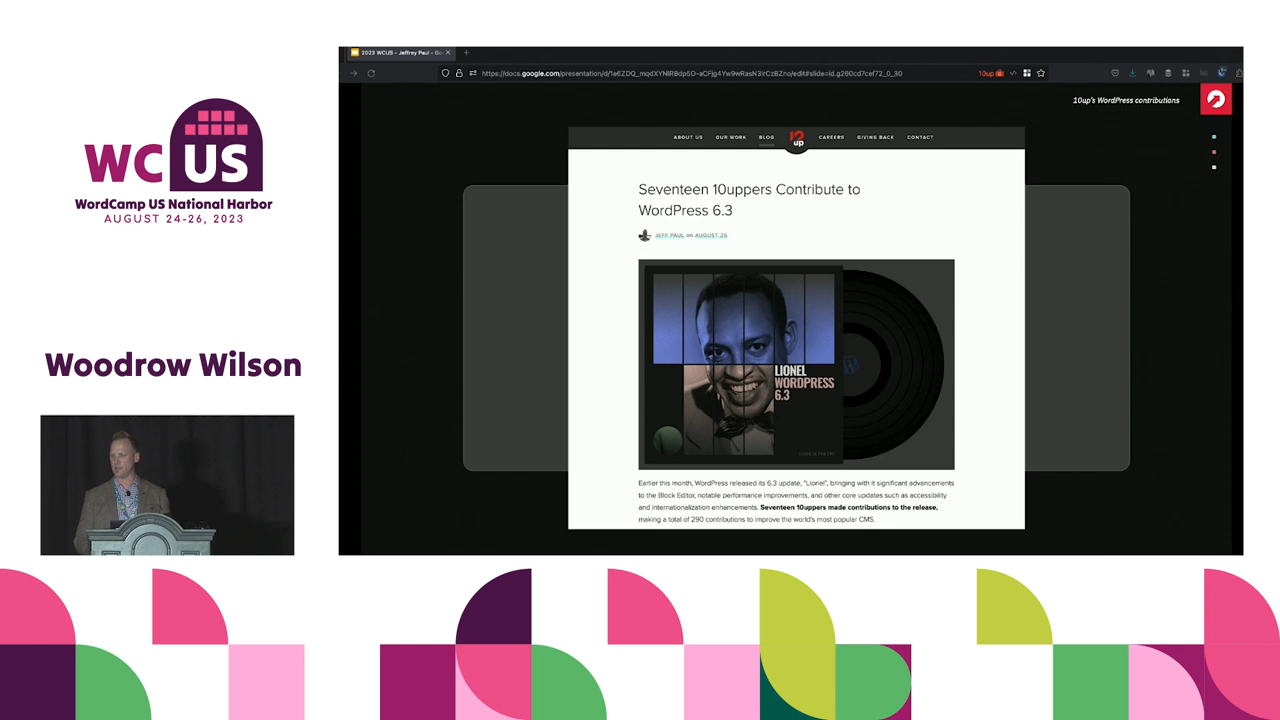 WC US
WordCamp US National Harbor
AUGUST 24-26, 2023
Woodrow Wilson
2023 WCUS - Jeffrey Paul - Go
10up
10up's WordPress contributions
ABOUT US
OUR WORK
BLOG
10up
CAREERS
GIVING BACK
CONTACT
Seventeen 10uppers Contribute to
WordPress 6.3
JEFF PAUL on AUGUST 25
LIONEL
WORDPRESS
6.3
Earlier this month, WordPress released its 6.3 update, "Lionel", bringing with it significant advancements
to the Block Editor, notable performance improvements, and other core updates such as accessibility
and internationalization enhancements. Seventeen 10uppers made contributions to the release,
making a total of 290 contributions to improve the world's most popular CMS.